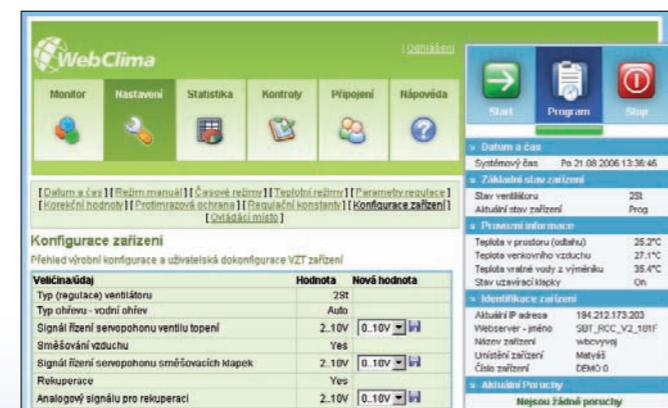 WebClima
| Odhlášení
Monitor Nastavení Statistika Kontroly Připojení Nápověda
Start Program Stop
[Datum a čas] [Režim manuál] [Časové režimy] [Teplotní režimy] [Parametry regulace]
[Korekční hodnoty] [Protimrazová ochrana] [Regulační konstanty] [Konfigurace zařízení]
[Ovládací místo]
Konfigurace zařízení
Přehled výrobní konfigurace a uživatelská dokonfigurace VZT zařízení
Veličina/údaj Hodnota Nová hodnota
Typ (regulace) ventilátoru 2St
Typ ohřevu - vodní ohřev Auto
Signál řízení servopohonu ventilu topení 2..10V 0..10V
Směšování vzduchu Yes
Signál řízení servopohonu směšovacích klapek 2..10V 0..10V
Rekuperace Yes
Analogový signálu pro rekuperaci 2..10V 0..10V
» Datum a čas
Systémový čas Po 21.08.2006 13:36:46
» Základní stav zařízení
Stav ventilátoru 2St
Aktuální stav zařízení Prog
» Provozní informace
Teplota v prostoru (odtahu) 25.2°C
Teplota venkovního vzduchu 27.1°C
Teplota vratné vody z výměníku 35.4°C
Stav uzavírací klapky On
» Identifikace zařízení
Aktuální IP adresa 194.212.173.203
Webserver - jméno SBT_RCC_V2_181F
Název zařízení wbcvyvoj
Umístění zařízení Matyáš
Číslo zařízení DEMO:0
» Aktuální Poruchy
Nejsou žádné poruchy